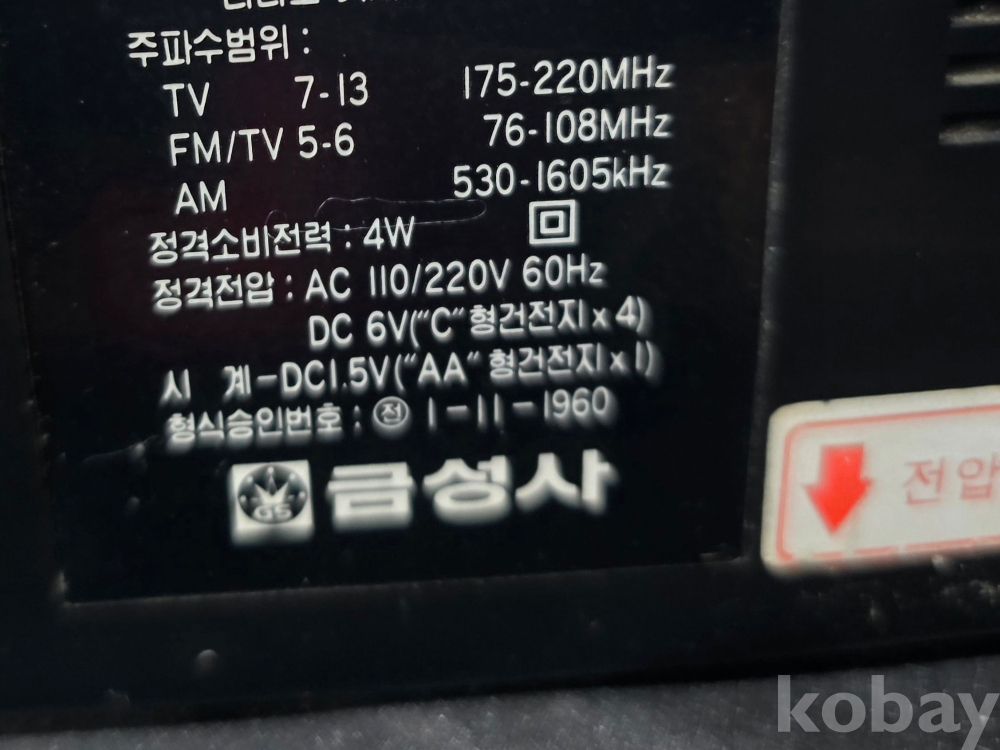 주파수범위 :
TV 7-13 175-220MHz
FM/TV 5-6 76-108MHz
AM 530-1605kHz
정격소비전력 : 4W
정격전압 : AC 110/220V 60Hz
DC 6V("C"형건전지 x 4)
시 계-DC1.5V("AA"형건전지 x 1)
형식승인번호 : 전 1-11-1960
GS 금성사
전압
kobay